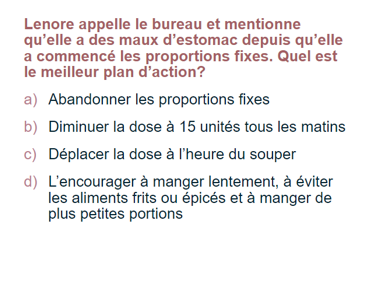 Lenore appelle le bureau et mentionne
qu’elle a des maux d’estomac depuis qu’elle
a commencé les proportions fixes. Quel est
le meilleur plan d’action?
a) Abandonner les proportions fixes
b) Diminuer la dose à 15 unités tous les matins
c) Déplacer la dose à l’heure du souper
d) L’encourager à manger lentement, à éviter
les aliments frits ou épicés et à manger de
plus petites portions